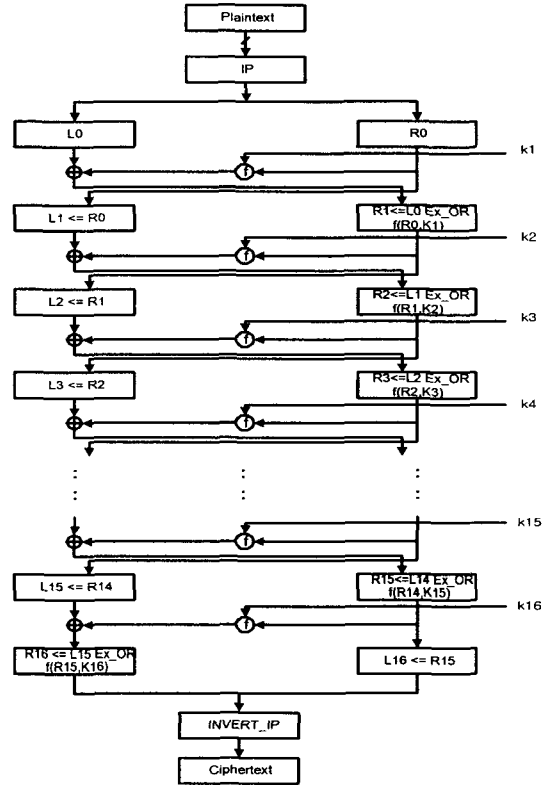 Plaintext
IP
L0
R0
k1
L1 <= R0
R1<=L0 Ex_OR
f(R0,K1)
f
k2
f
L2 <= R1
R2<=L1 Ex_OR
f(R1,K2)
k3
f
L3 <= R2
R3<=L2 Ex_OR
f(R2,K3)
k4
f
k15
f
L15 <= R14
R15<=L14 Ex_OR
f(R14,K15)
k16
f
R16 <= L15 Ex_OR
f(R15,K16)
L16 <= R15
INVERT_IP
Ciphertext